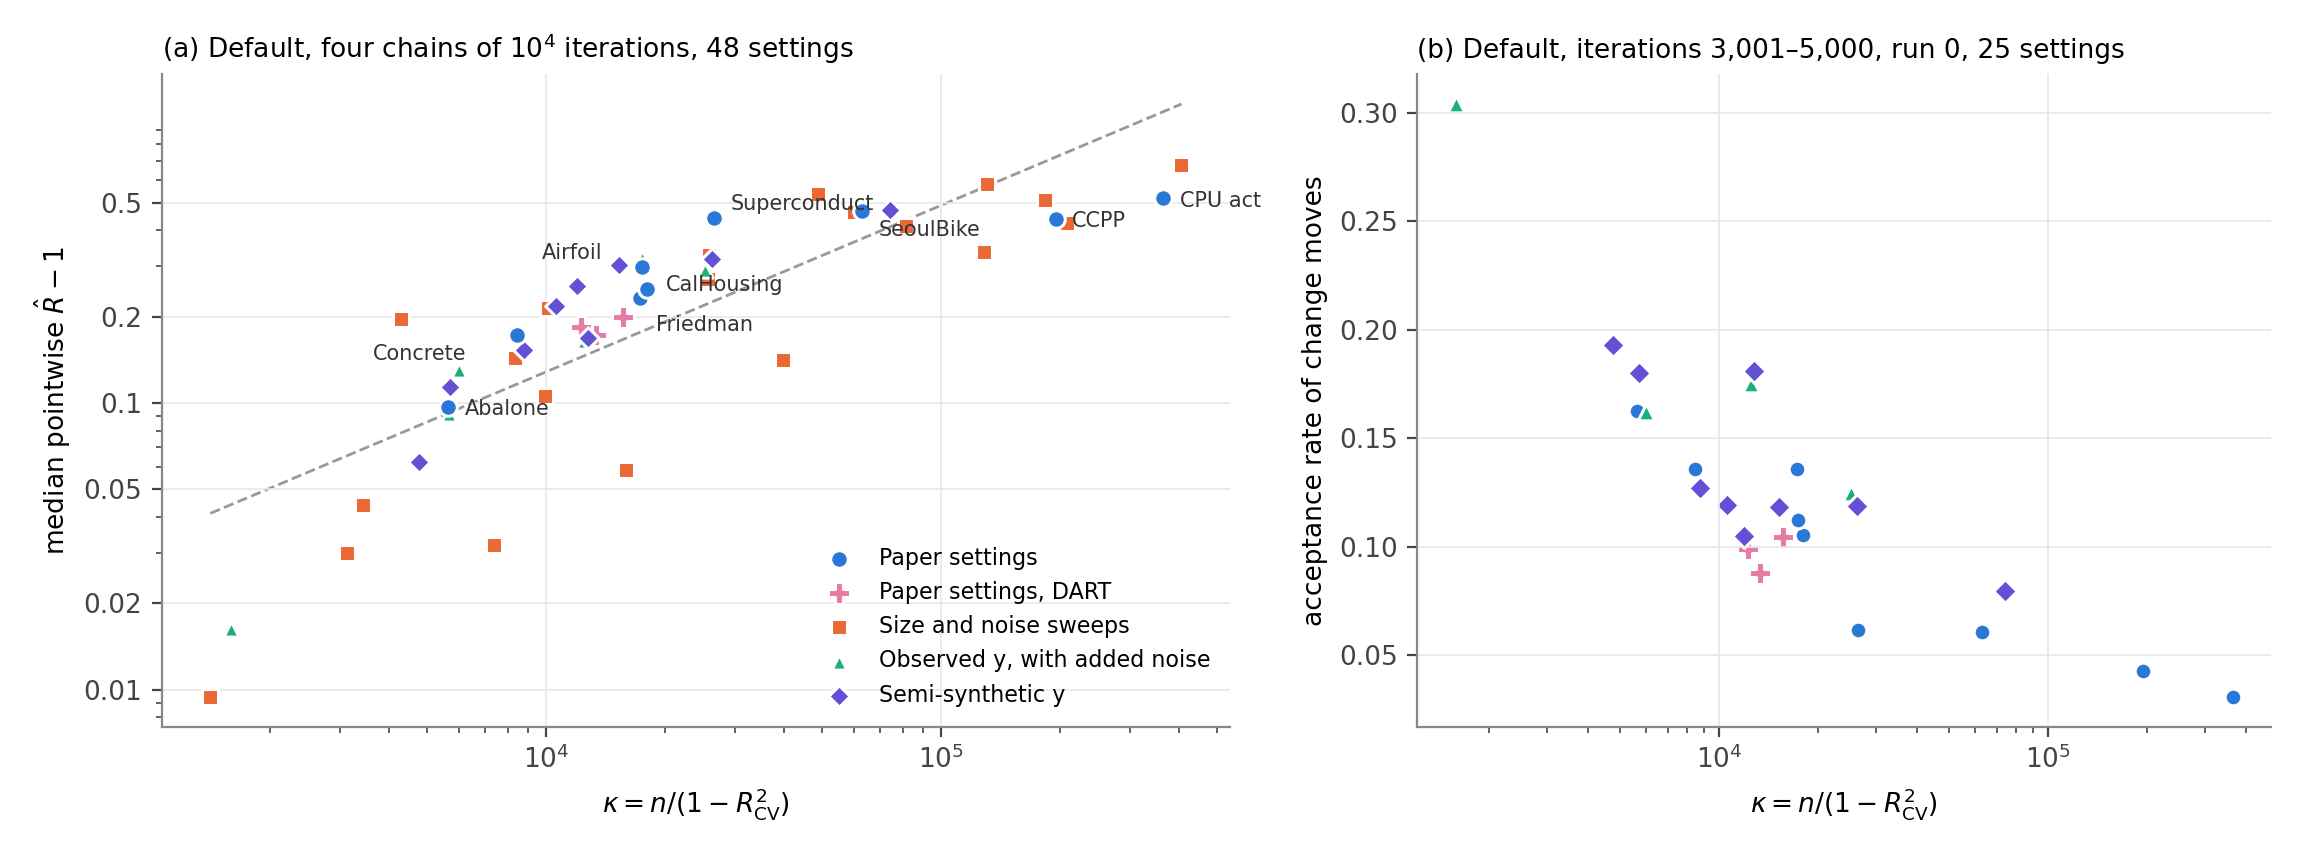 (a) Default, four chains of 10⁴ iterations, 48 settings
median pointwise R̂ − 1
0.5
0.2
0.1
0.05
0.02
0.01
Superconduct
CPU act
CCPP
SeoulBike
Airfoil
CalHousing
Friedman
Concrete
Abalone
Paper settings
Paper settings, DART
Size and noise sweeps
Observed y, with added noise
Semi-synthetic y
10⁴
10⁵
κ = n/(1 − R²_CV)
(b) Default, iterations 3,001–5,000, run 0, 25 settings
acceptance rate of change moves
0.30
0.25
0.20
0.15
0.10
0.05
10⁴
10⁵
κ = n/(1 − R²_CV)